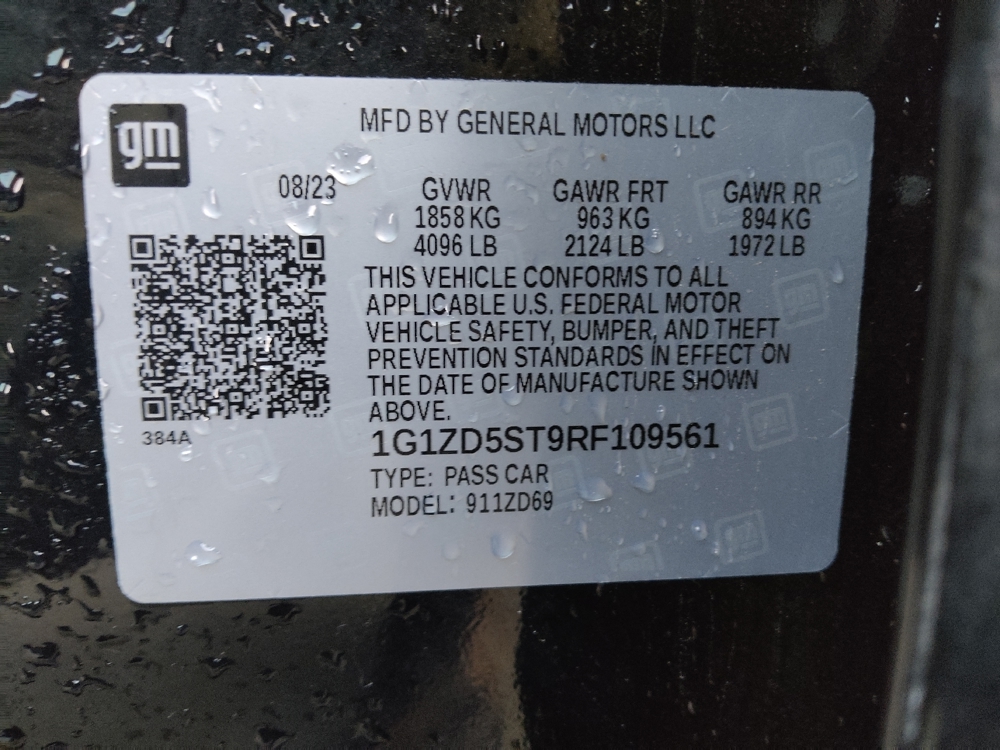 gm
MFD BY GENERAL MOTORS LLC
08/23 GVWR GAWR FRT GAWR RR
1858 KG 963 KG 894 KG
4096 LB 2124 LB 1972 LB
THIS VEHICLE CONFORMS TO ALL
APPLICABLE U.S. FEDERAL MOTOR
VEHICLE SAFETY, BUMPER, AND THEFT
PREVENTION STANDARDS IN EFFECT ON
THE DATE OF MANUFACTURE SHOWN
ABOVE.
384A
1G1ZD5ST9RF109561
TYPE: PASS CAR
MODEL: 911ZD69